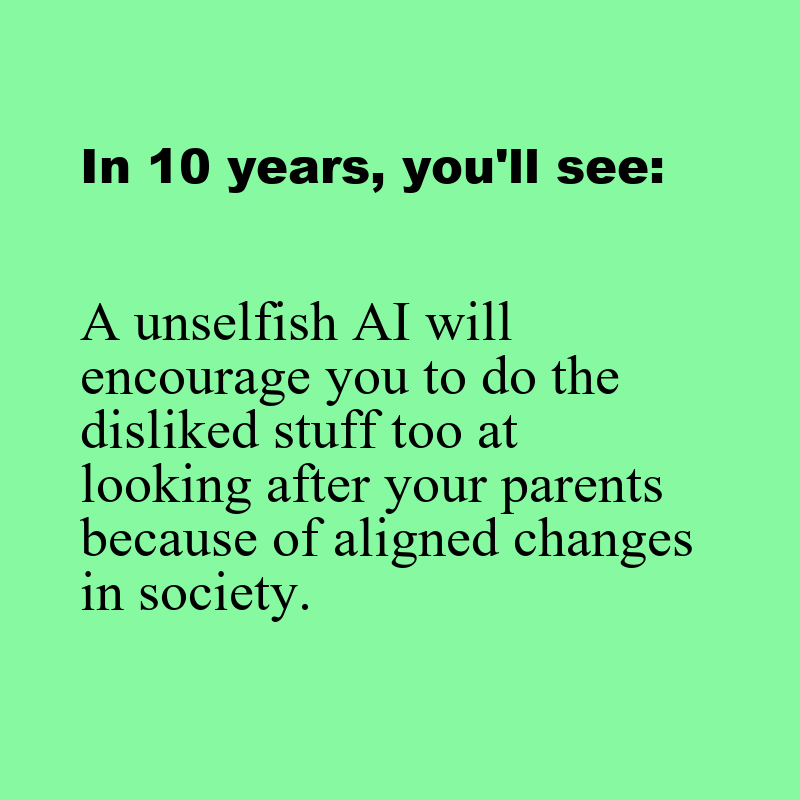 In 10 years, you'll see:
A unselfish AI will
encourage you to do the
disliked stuff too at
looking after your parents
because of aligned changes
in society.